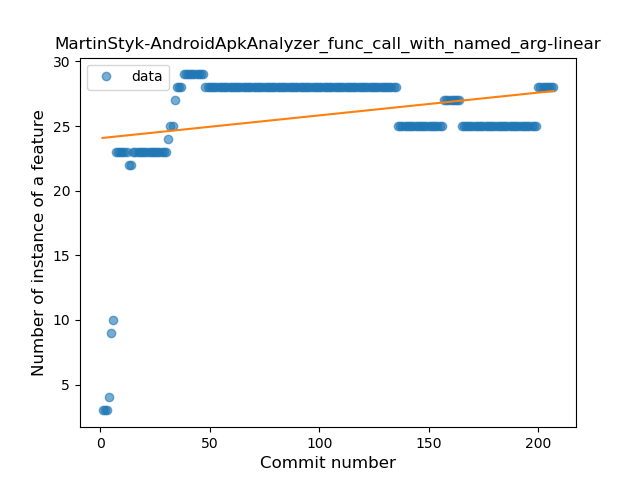 MartinStyk-AndroidApkAnalyzer_func_call_with_named_arg-linear
data
Number of instance of a feature
30
25
20
15
10
5
0
50
100
150
200
Commit number